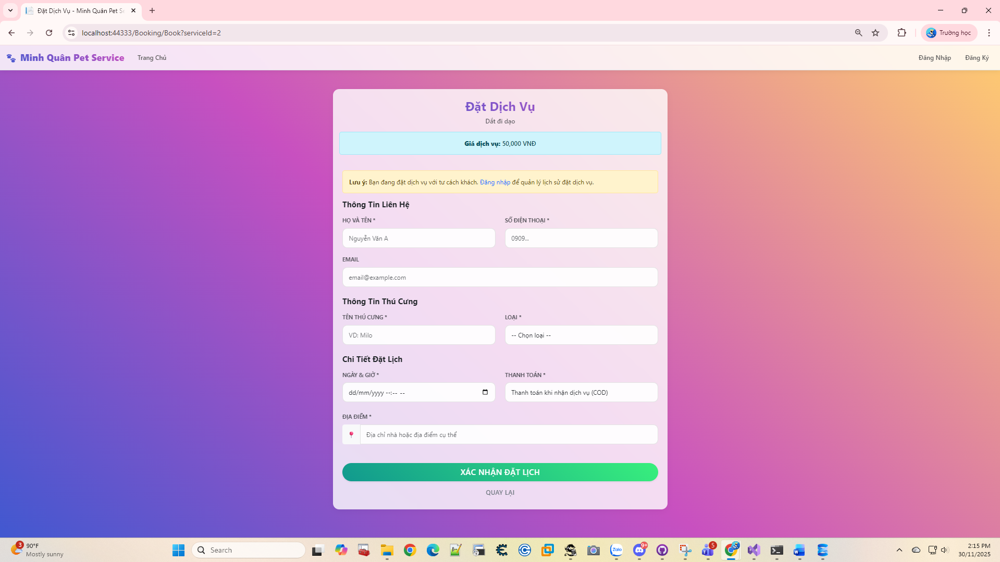 Đặt Dịch Vụ - Minh Quân Pet Se
localhost:44333/Booking/Book?serviceId=2
Trường học
Minh Quân Pet Service
Trang Chủ
Đăng Nhập
Đăng Ký
Đặt Dịch Vụ
Dắt đi dạo
Giá dịch vụ: 50,000 VNĐ
Lưu ý: Bạn đang đặt dịch vụ với tư cách khách. Đăng nhập để quản lý lịch sử đặt dịch vụ.
Thông Tin Liên Hệ
HỌ VÀ TÊN *
SỐ ĐIỆN THOẠI *
Nguyễn Văn A
0909...
EMAIL
email@example.com
Thông Tin Thú Cưng
TÊN THÚ CƯNG *
LOẠI *
VD: Milo
-- Chọn loại --
Chi Tiết Đặt Lịch
NGÀY & GIỜ *
THANH TOÁN *
dd/mm/yyyy --:-- --
Thanh toán khi nhận dịch vụ (COD)
ĐỊA ĐIỂM *
Địa chỉ nhà hoặc địa điểm cụ thể
XÁC NHẬN ĐẶT LỊCH
QUAY LẠI
3
90°F
Mostly sunny
Search
Zalo
9+
5
2:15 PM
30/11/2025